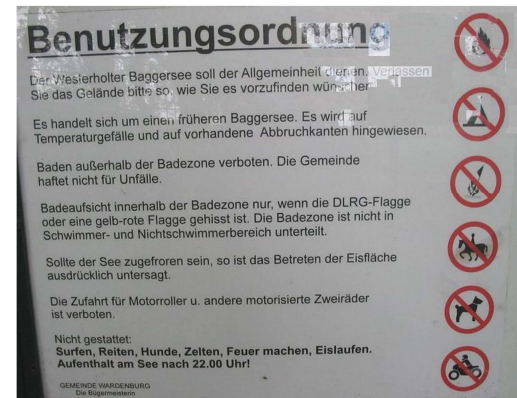 Benutzungsordnung
Der Westerholter Baggersee soll der Allgemeinheit dienen. Verlassen
Sie das Gelände bitte so, wie Sie es vorzufinden wünschen
Es handelt sich um einen früheren Baggersee. Es wird auf
Temperaturgefälle und auf vorhandene Abbruchkanten hingewiesen.
Baden außerhalb der Badezone verboten. Die Gemeinde
haftet nicht für Unfälle.
Badeaufsicht innerhalb der Badezone nur, wenn die DLRG-Flagge
oder eine gelb-rote Flagge gehisst ist. Die Badezone ist nicht in
Schwimmer- und Nichtschwimmerbereich unterteilt.
Sollte der See zugefroren sein, so ist das Betreten der Eisfläche
ausdrücklich untersagt.
Die Zufahrt für Motorroller u. andere motorisierte Zweiräder
ist verboten.
Nicht gestattet:
Surfen, Reiten, Hunde, Zelten, Feuer machen, Eislaufen.
Aufenthalt am See nach 22.00 Uhr!
GEMEINDE WARDENBURG
Die Bügermeisterin